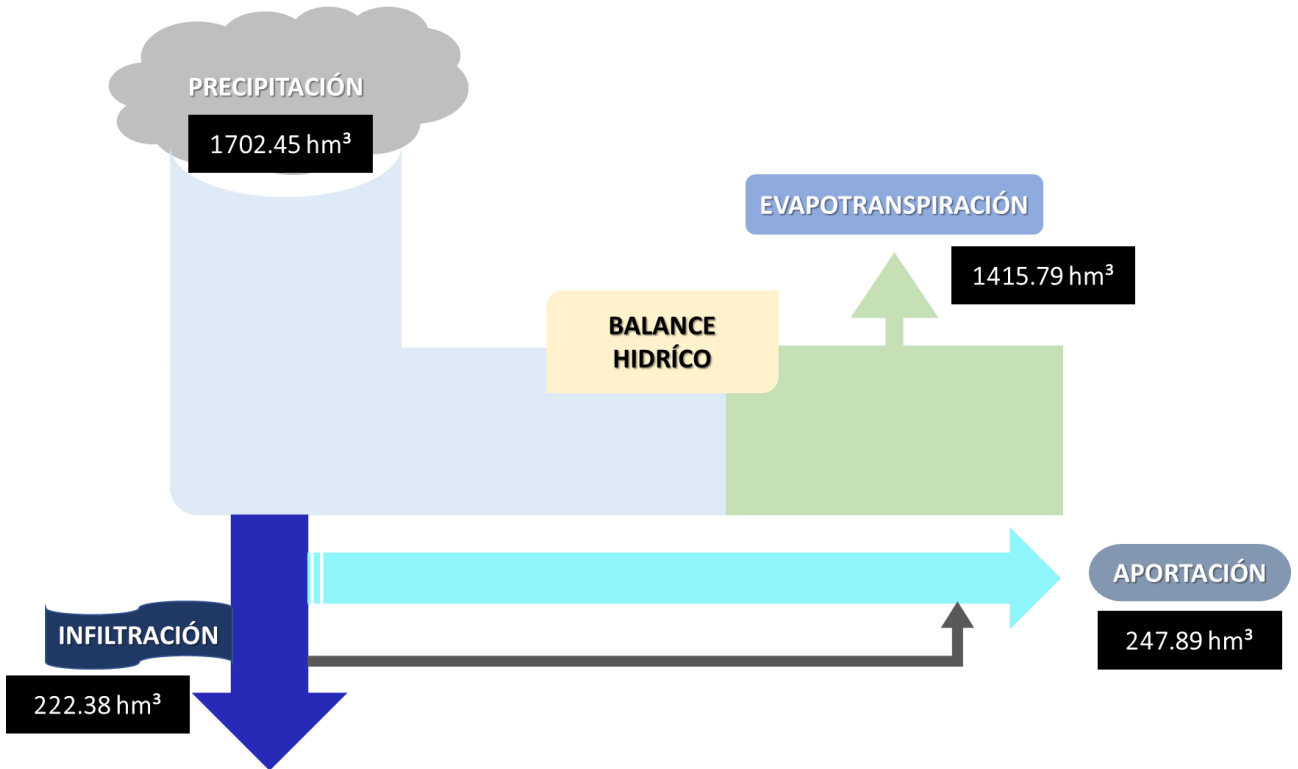 PRECIPITACIÓN
1702.45 hm³
EVAPOTRANSPIRACIÓN
1415.79 hm³
BALANCE
HIDRÍCO
APORTACIÓN
247.89 hm³
INFILTRACIÓN
222.38 hm³